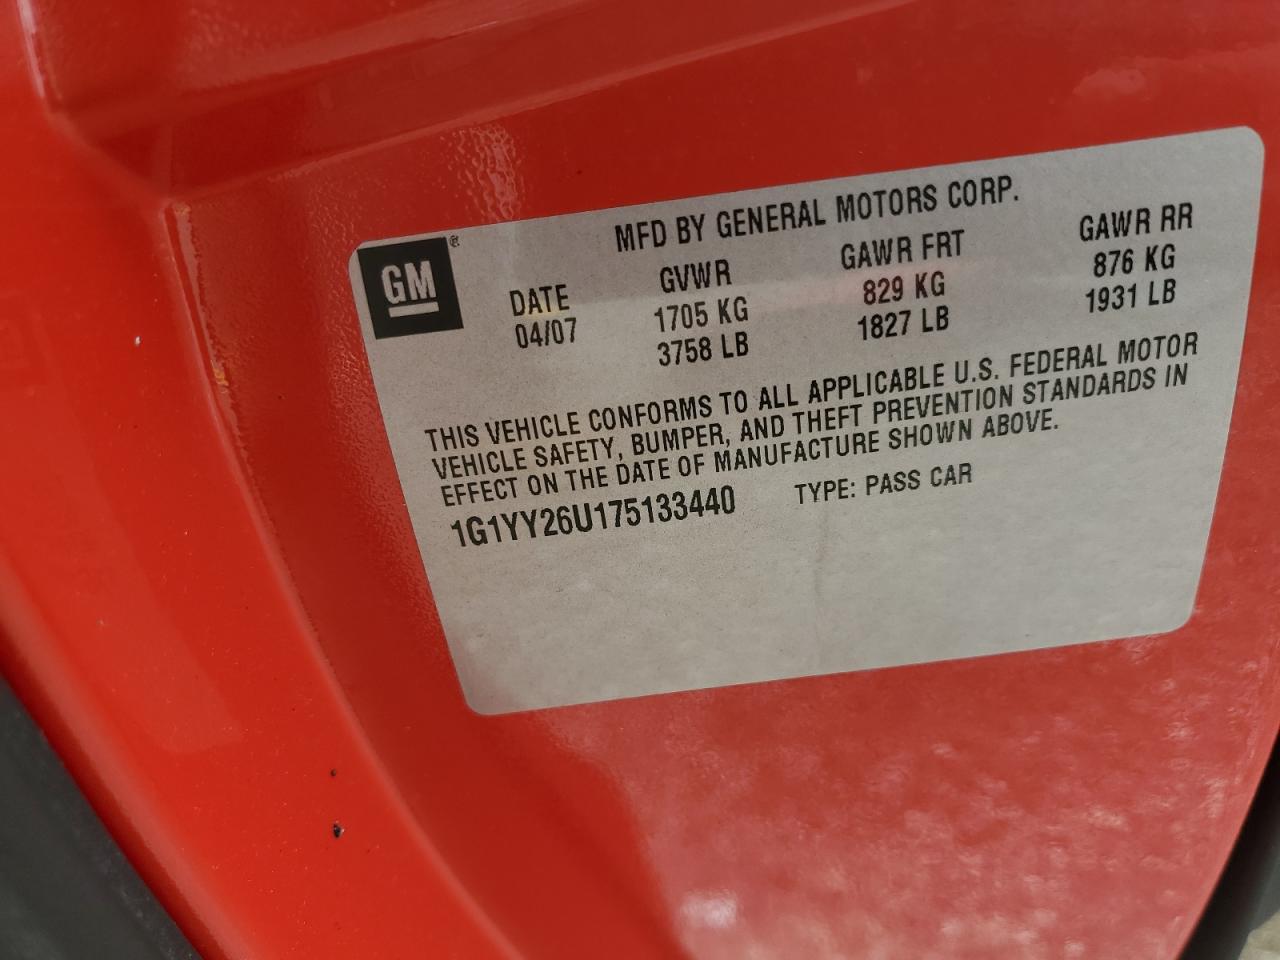 MFD BY GENERAL MOTORS CORP.
GM®
DATE GVWR GAWR FRT GAWR RR
04/07 1705 KG 829 KG 876 KG
3758 LB 1827 LB 1931 LB
THIS VEHICLE CONFORMS TO ALL APPLICABLE U.S. FEDERAL MOTOR
VEHICLE SAFETY, BUMPER, AND THEFT PREVENTION STANDARDS IN
EFFECT ON THE DATE OF MANUFACTURE SHOWN ABOVE.
1G1YY26U175133440 TYPE: PASS CAR